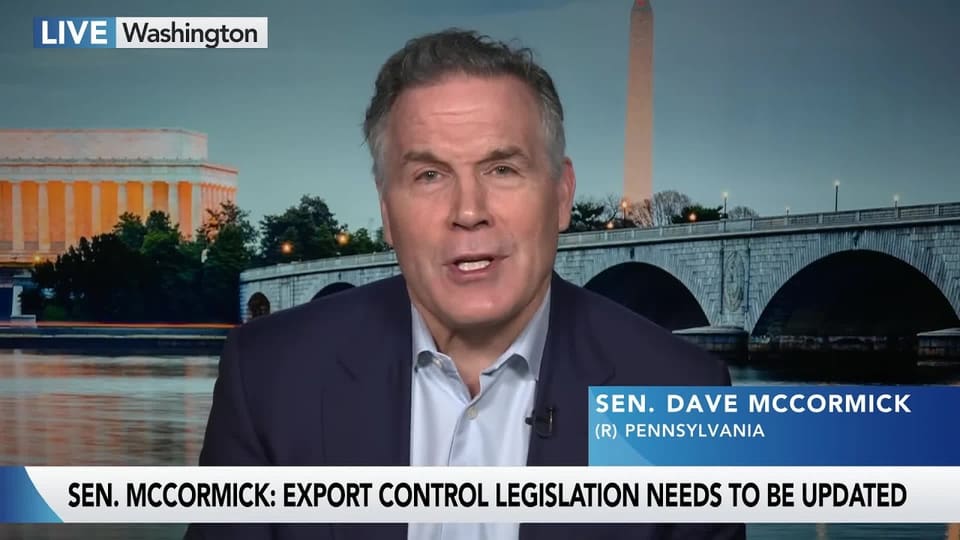 LIVE Washington
SEN. DAVE MCCORMICK
(R) PENNSYLVANIA
SEN. MCCORMICK: EXPORT CONTROL LEGISLATION NEEDS TO BE UPDATED